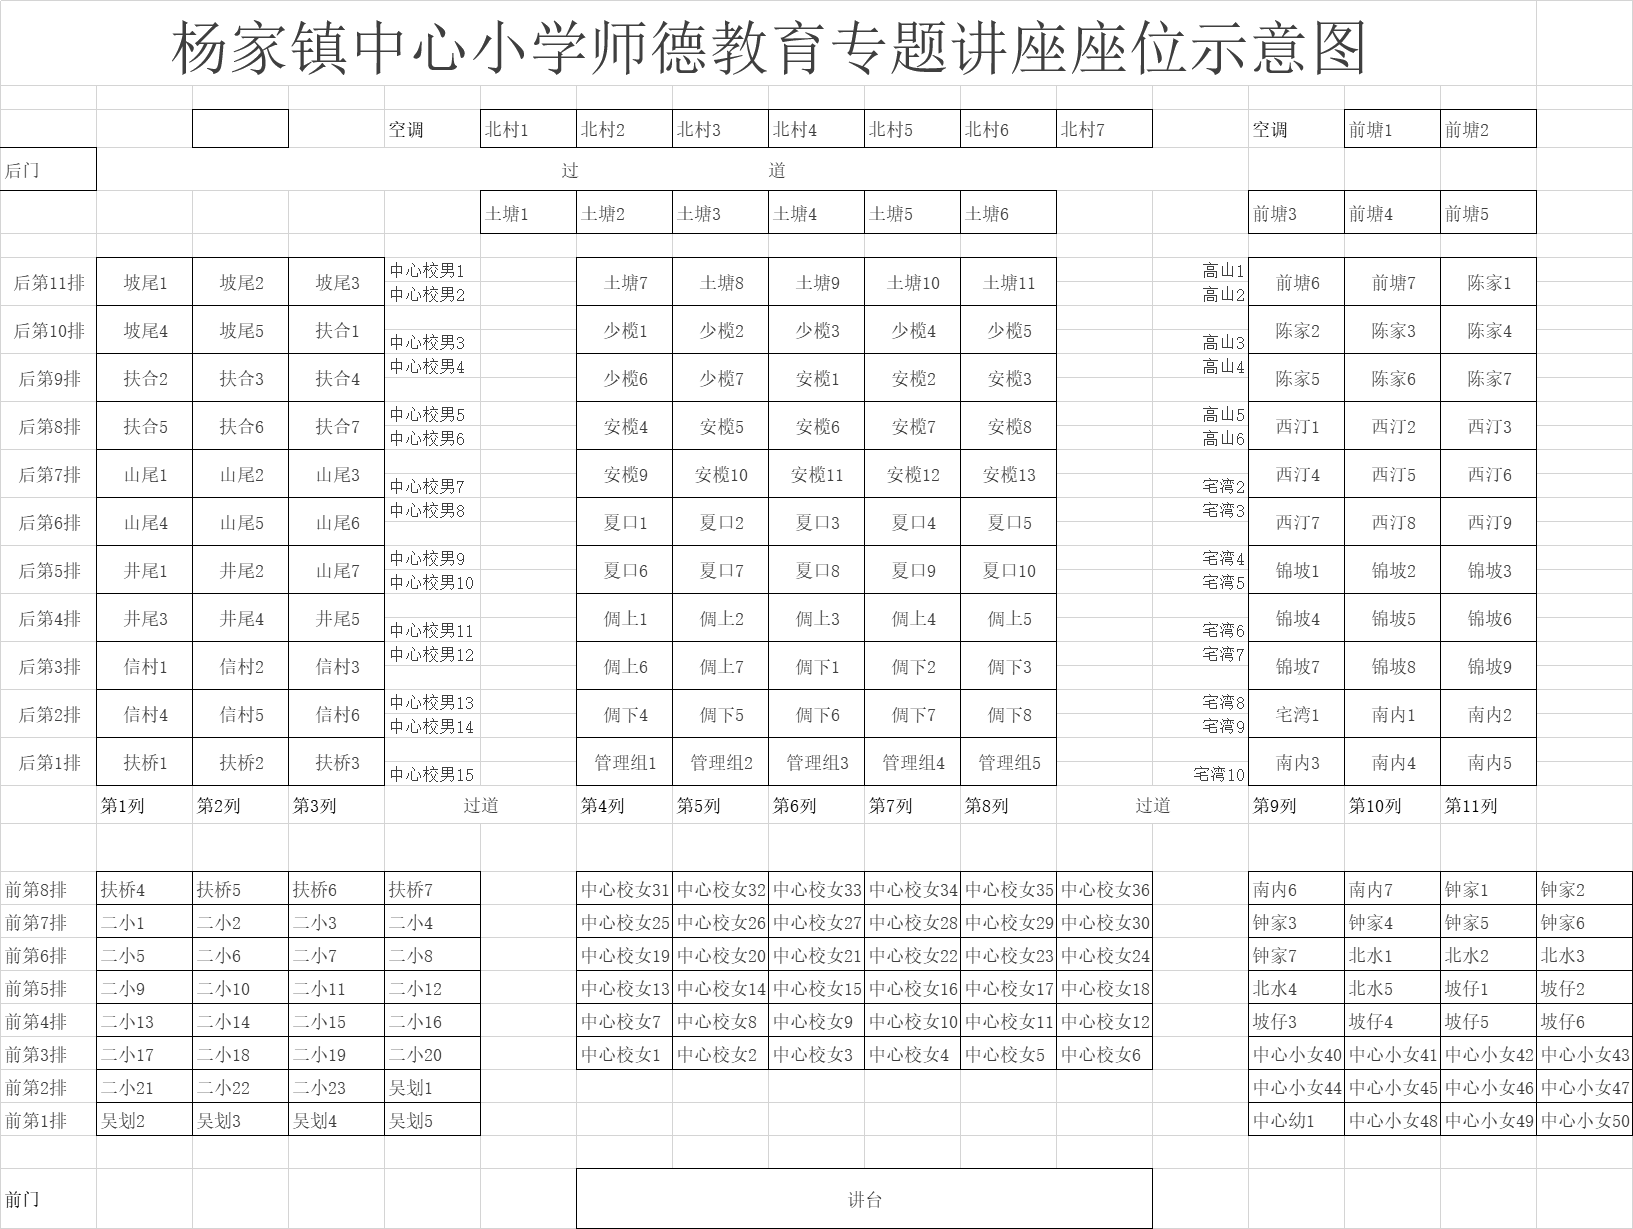 杨家镇中心小学师德教育专题讲座座位示意图
空调 北村1 北村2 北村3 北村4 北村5 北村6 北村7 空调 前塘1 前塘2
后门 过 道
土塘1 土塘2 土塘3 土塘4 土塘5 土塘6 前塘3 前塘4 前塘5
中心校男1 高山1
后第11排 坡尾1 坡尾2 坡尾3 土塘7 土塘8 土塘9 土塘10 土塘11 前塘6 前塘7 陈家1
中心校男2 高山2
后第10排 坡尾4 坡尾5 扶合1 少榄1 少榄2 少榄3 少榄4 少榄5 陈家2 陈家3 陈家4
中心校男3 高山3
中心校男4 高山4
后第9排 扶合2 扶合3 扶合4 少榄6 少榄7 安榄1 安榄2 安榄3 陈家5 陈家6 陈家7
中心校男5 高山5
后第8排 扶合5 扶合6 扶合7 安榄4 安榄5 安榄6 安榄7 安榄8 西汀1 西汀2 西汀3
中心校男6 高山6
后第7排 山尾1 山尾2 山尾3 安榄9 安榄10 安榄11 安榄12 安榄13 西汀4 西汀5 西汀6
中心校男7 宅湾2
中心校男8 宅湾3
后第6排 山尾4 山尾5 山尾6 夏口1 夏口2 夏口3 夏口4 夏口5 西汀7 西汀8 西汀9
中心校男9 宅湾4
后第5排 井尾1 井尾2 山尾7 夏口6 夏口7 夏口8 夏口9 夏口10 锦坡1 锦坡2 锦坡3
中心校男10 宅湾5
后第4排 井尾3 井尾4 井尾5 倜上1 倜上2 倜上3 倜上4 倜上5 锦坡4 锦坡5 锦坡6
中心校男11 宅湾6
中心校男12 宅湾7
后第3排 信村1 信村2 信村3 倜上6 倜上7 倜下1 倜下2 倜下3 锦坡7 锦坡8 锦坡9
中心校男13 宅湾8
后第2排 信村4 信村5 信村6 倜下4 倜下5 倜下6 倜下7 倜下8 宅湾1 南内1 南内2
中心校男14 宅湾9
后第1排 扶桥1 扶桥2 扶桥3 管理组1 管理组2 管理组3 管理组4 管理组5 南内3 南内4 南内5
中心校男15 宅湾10
第1列 第2列 第3列 过道 第4列 第5列 第6列 第7列 第8列 过道 第9列 第10列 第11列
前第8排 扶桥4 扶桥5 扶桥6 扶桥7 中心校女31 中心校女32 中心校女33 中心校女34 中心校女35 中心校女36 南内6 南内7 钟家1 钟家2
前第7排 二小1 二小2 二小3 二小4 中心校女25 中心校女26 中心校女27 中心校女28 中心校女29 中心校女30 钟家3 钟家4 钟家5 钟家6
前第6排 二小5 二小6 二小7 二小8 中心校女19 中心校女20 中心校女21 中心校女22 中心校女23 中心校女24 钟家7 北水1 北水2 北水3
前第5排 二小9 二小10 二小11 二小12 中心校女13 中心校女14 中心校女15 中心校女16 中心校女17 中心校女18 北水4 北水5 坡仔1 坡仔2
前第4排 二小13 二小14 二小15 二小16 中心校女7 中心校女8 中心校女9 中心校女10 中心校女11 中心校女12 坡仔3 坡仔4 坡仔5 坡仔6
前第3排 二小17 二小18 二小19 二小20 中心校女1 中心校女2 中心校女3 中心校女4 中心校女5 中心校女6 中心小女40 中心小女41 中心小女42 中心小女43
前第2排 二小21 二小22 二小23 吴划1 中心小女44 中心小女45 中心小女46 中心小女47
前第1排 吴划2 吴划3 吴划4 吴划5 中心幼1 中心小女48 中心小女49 中心小女50
前门 讲台